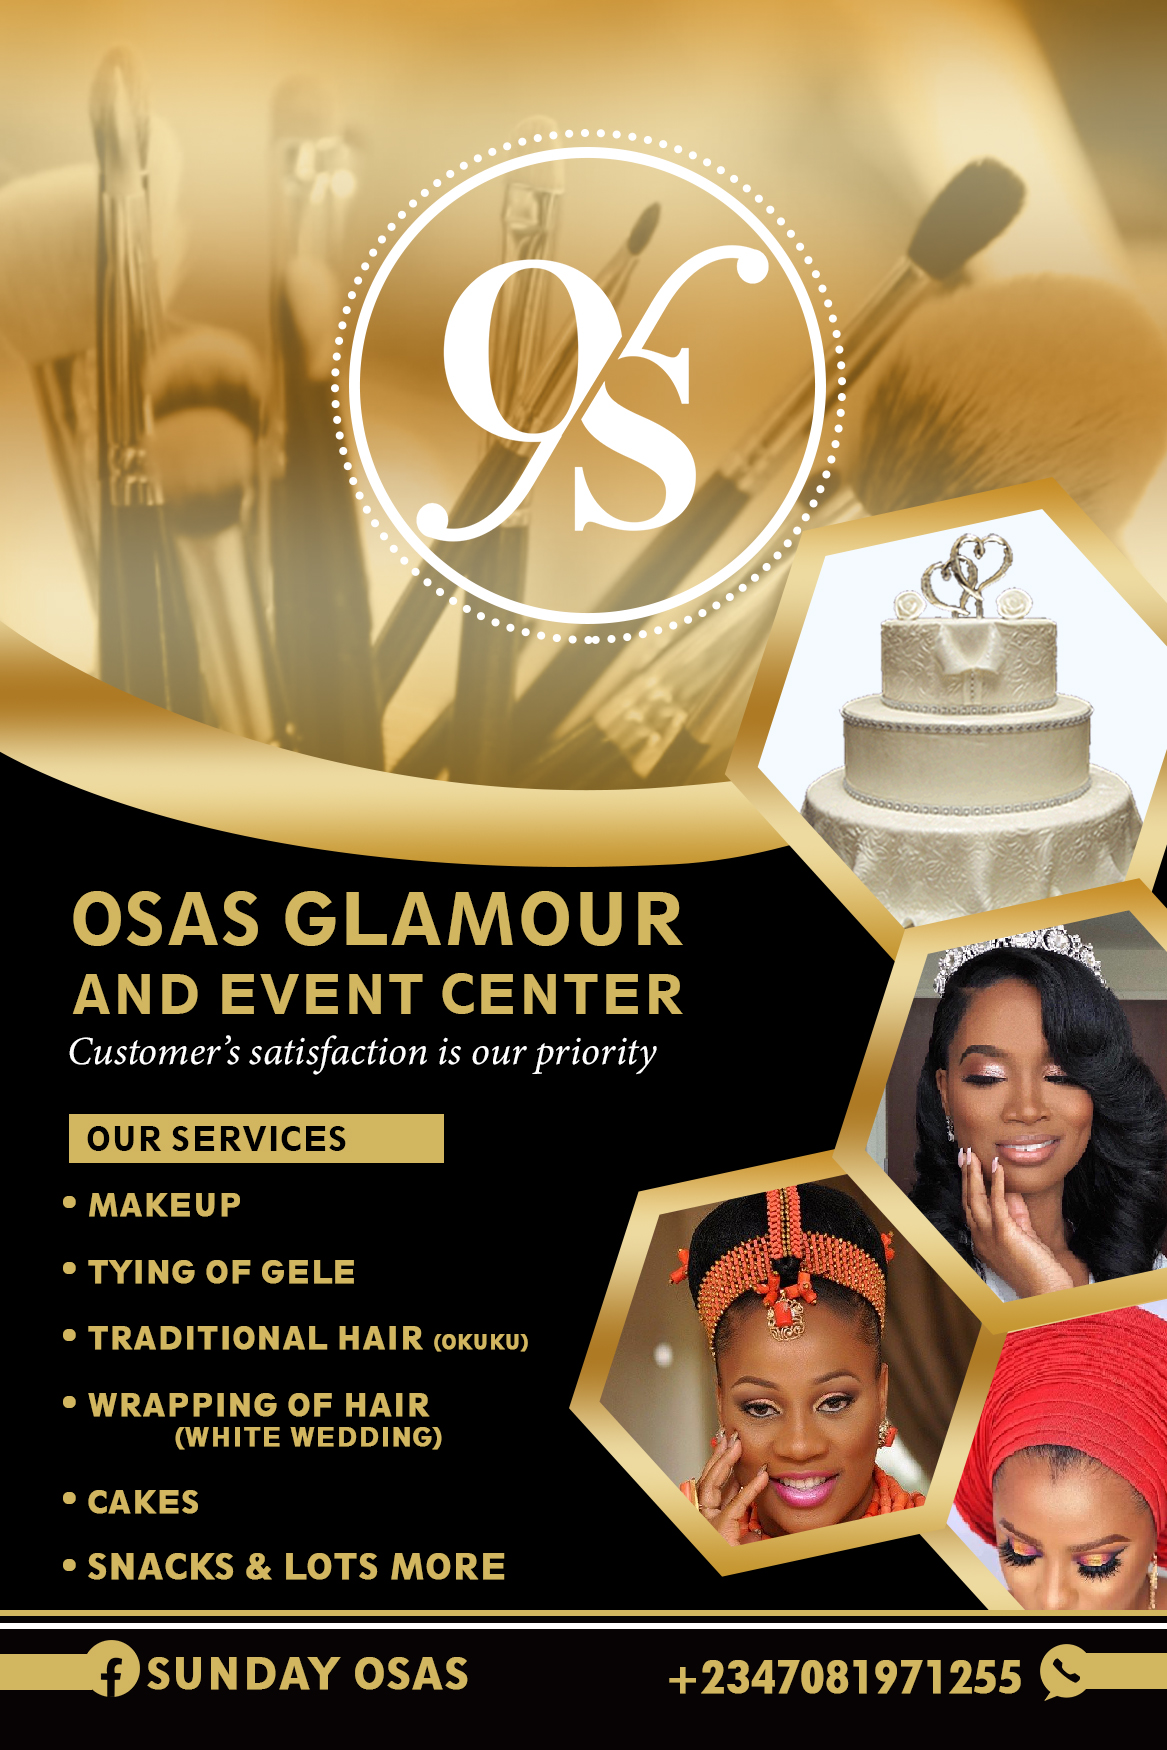 OS
OSAS GLAMOUR
AND EVENT CENTER
Customer's satisfaction is our priority
OUR SERVICES
• MAKEUP
• TYING OF GELE
• TRADITIONAL HAIR (OKUKU)
• WRAPPING OF HAIR
(WHITE WEDDING)
• CAKES
• SNACKS & LOTS MORE
SUNDAY OSAS
+2347081971255